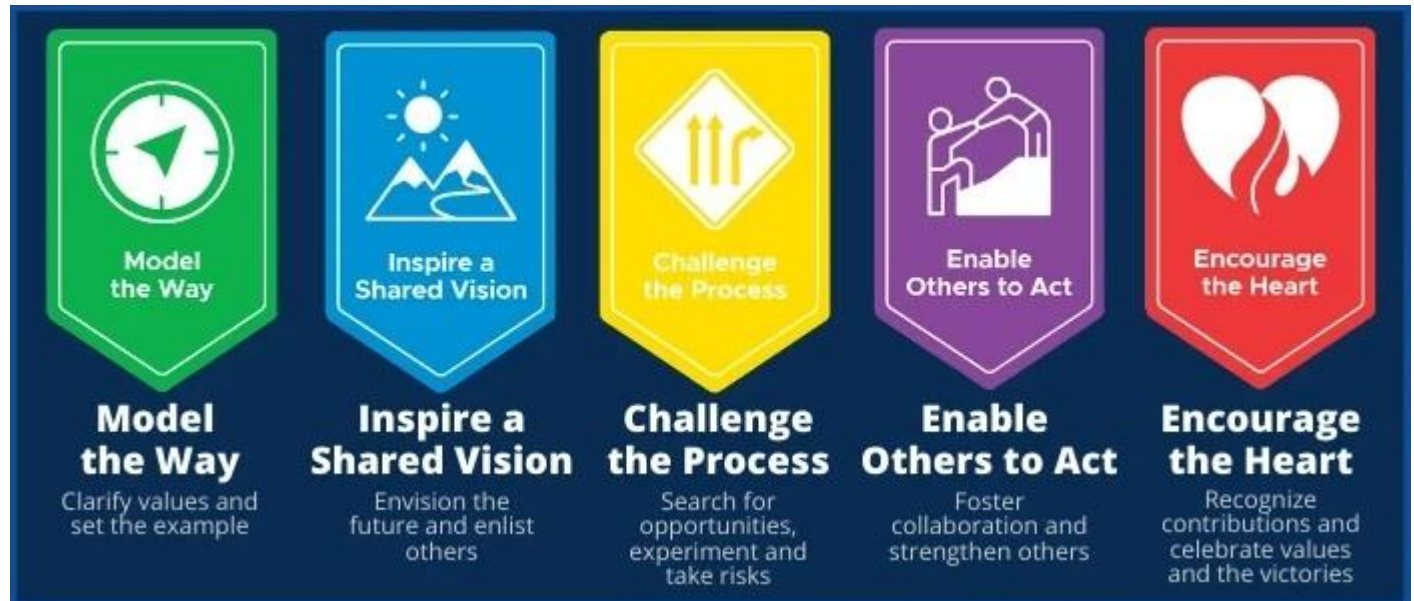 Model
the Way
Inspire a
Shared Vision
Challenge
the Process
Enable
Others to Act
Encourage
the Heart
Model
the Way
Clarify values and
set the example
Inspire a
Shared Vision
Envision the
future and enlist
others
Challenge
the Process
Search for
opportunities,
experiment and
take risks
Enable
Others to Act
Foster
collaboration and
strengthen others
Encourage
the Heart
Recognize
contributions and
celebrate values
and the victories